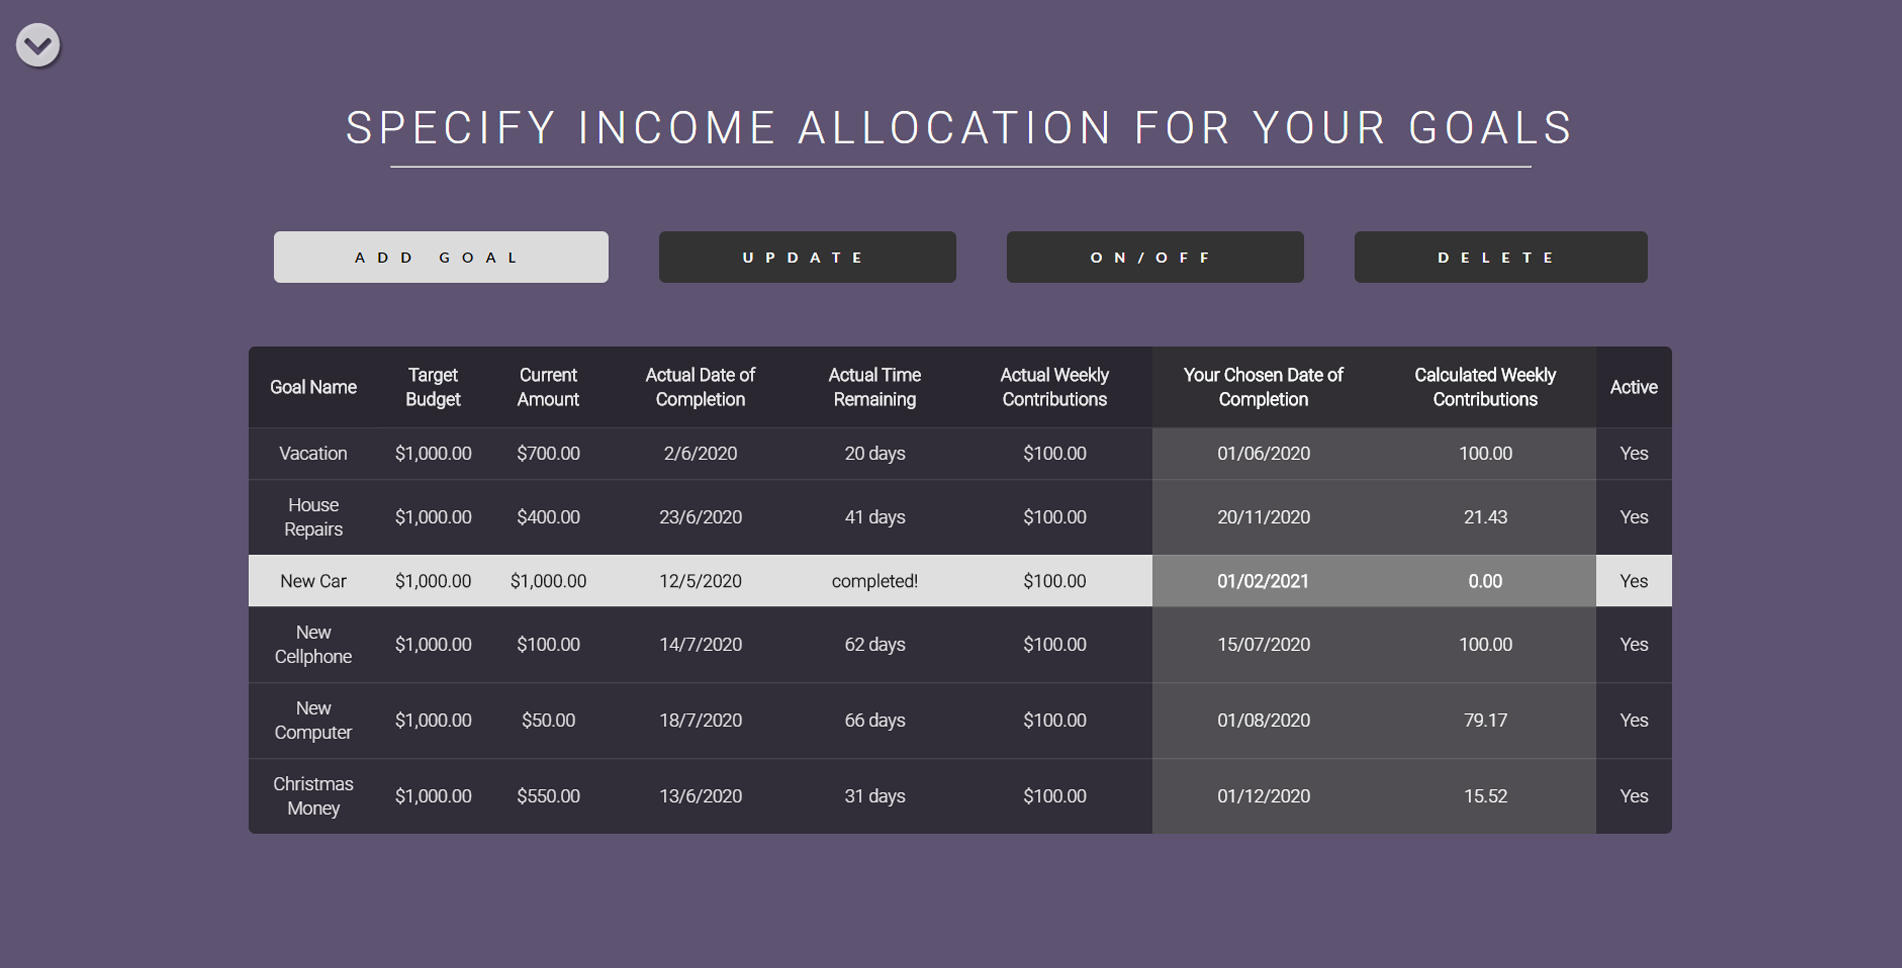 SPECIFY INCOME ALLOCATION FOR YOUR GOALS
ADD GOAL UPDATE ON/OFF DELETE
Goal Name Target Budget Current Amount Actual Date of Completion Actual Time Remaining Actual Weekly Contributions Your Chosen Date of Completion Calculated Weekly Contributions Active
Vacation $1,000.00 $700.00 2/6/2020 20 days $100.00 01/06/2020 100.00 Yes
House Repairs $1,000.00 $400.00 23/6/2020 41 days $100.00 20/11/2020 21.43 Yes
New Car $1,000.00 $1,000.00 12/5/2020 completed! $100.00 01/02/2021 0.00 Yes
New Cellphone $1,000.00 $100.00 14/7/2020 62 days $100.00 15/07/2020 100.00 Yes
New Computer $1,000.00 $50.00 18/7/2020 66 days $100.00 01/08/2020 79.17 Yes
Christmas Money $1,000.00 $550.00 13/6/2020 31 days $100.00 01/12/2020 15.52 Yes